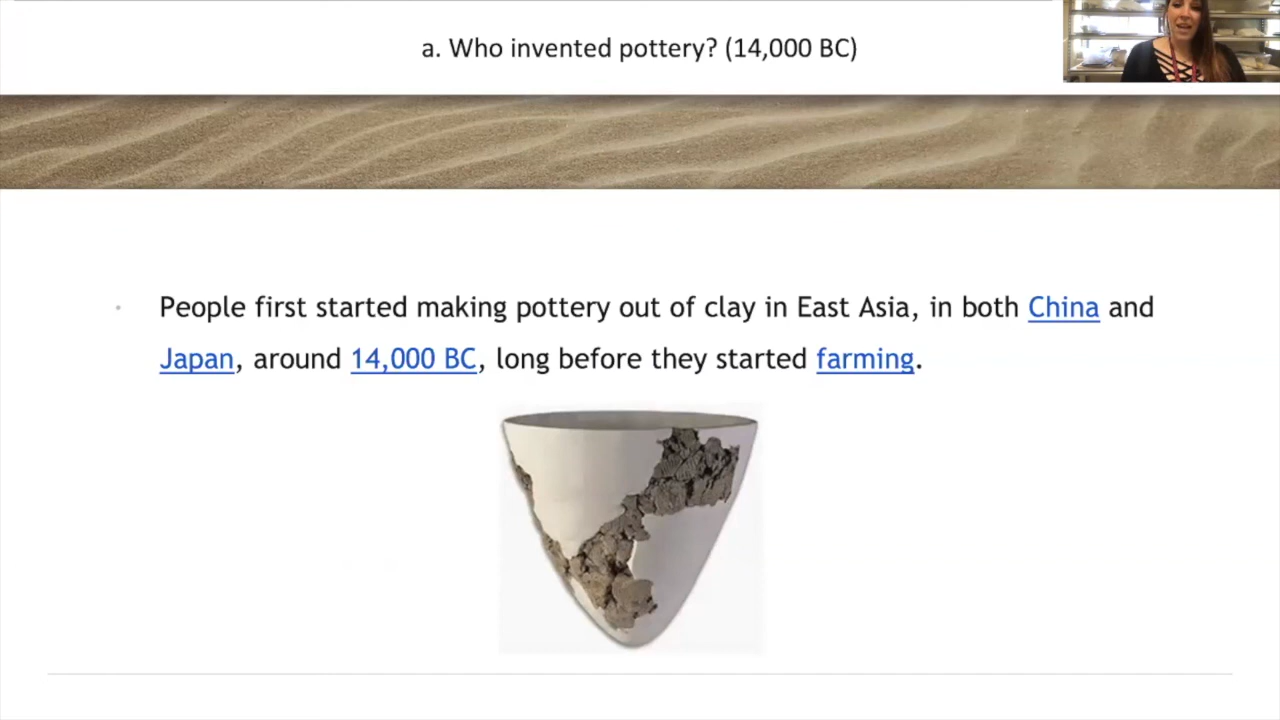 a. Who invented pottery? (14,000 BC)
People first started making pottery out of clay in East Asia, in both China and
Japan, around 14,000 BC, long before they started farming.